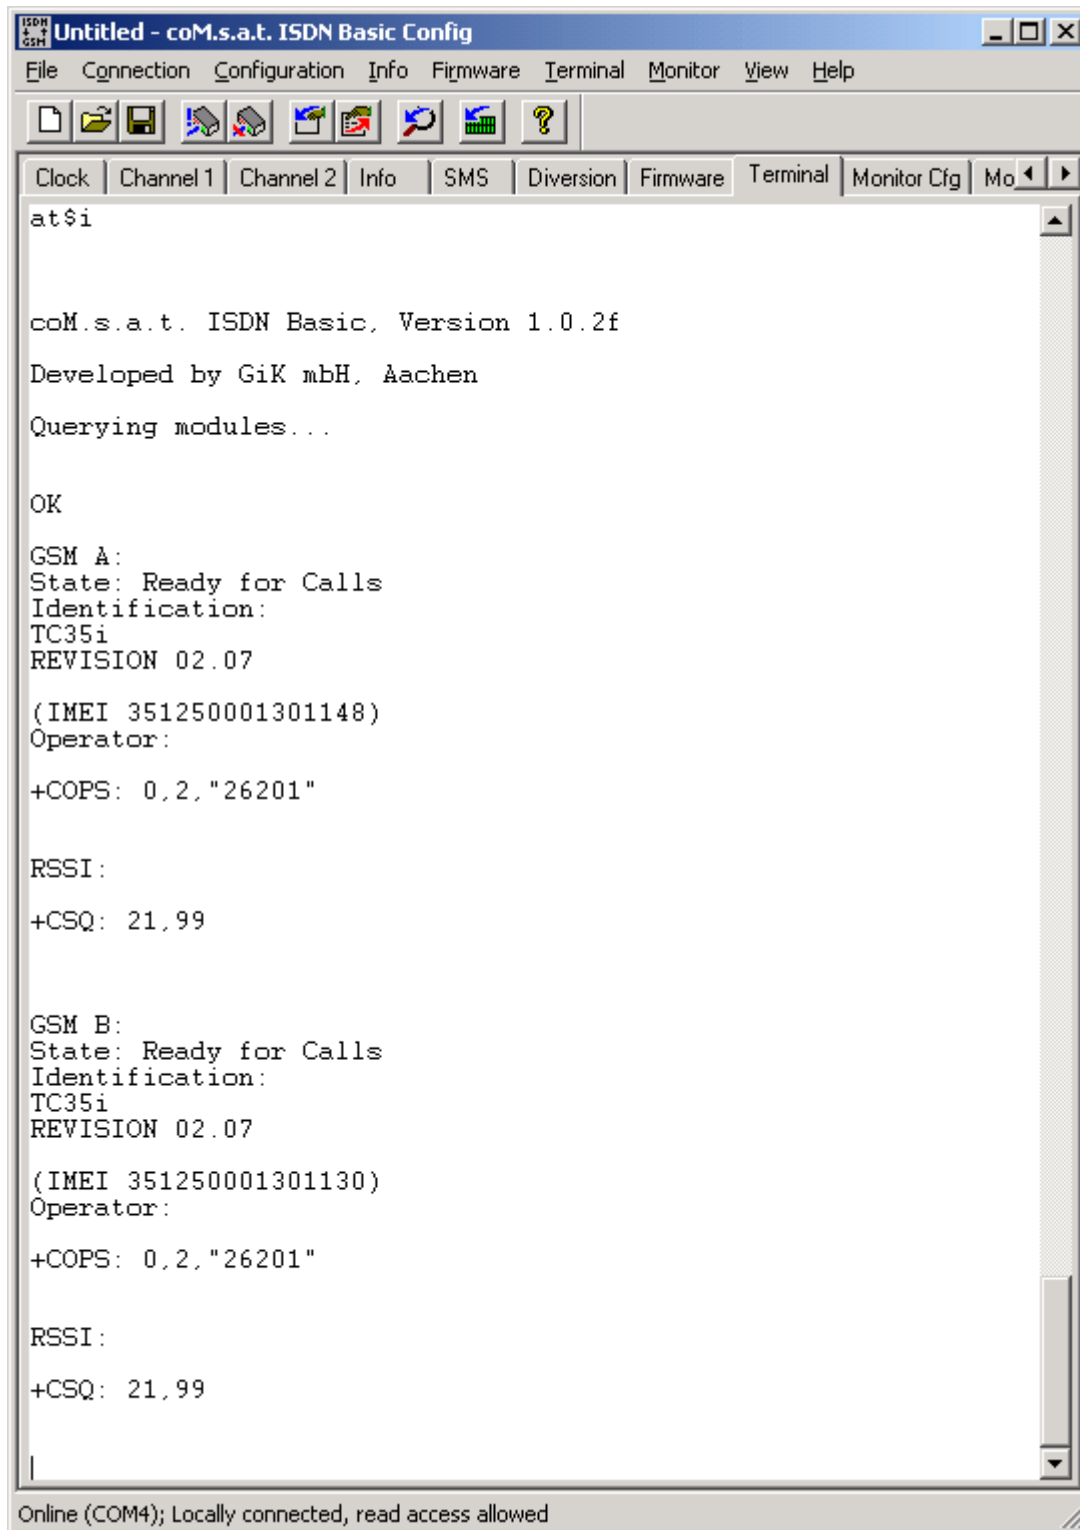 ISDN
GSM
Untitled - coM.s.a.t. ISDN Basic Config
File Connection Configuration Info Firmware Terminal Monitor View Help
Clock Channel 1 Channel 2 Info SMS Diversion Firmware Terminal Monitor Cfg Mo
at$i
coM.s.a.t. ISDN Basic, Version 1.0.2f
Developed by GiK mbH, Aachen
Querying modules...
OK
GSM A:
State: Ready for Calls
Identification:
TC35i
REVISION 02.07
(IMEI 351250001301148)
Operator:
+COPS: 0,2,"26201"
RSSI:
+CSQ: 21,99
GSM B:
State: Ready for Calls
Identification:
TC35i
REVISION 02.07
(IMEI 351250001301130)
Operator:
+COPS: 0,2,"26201"
RSSI:
+CSQ: 21,99
Online (COM4); Locally connected, read access allowed